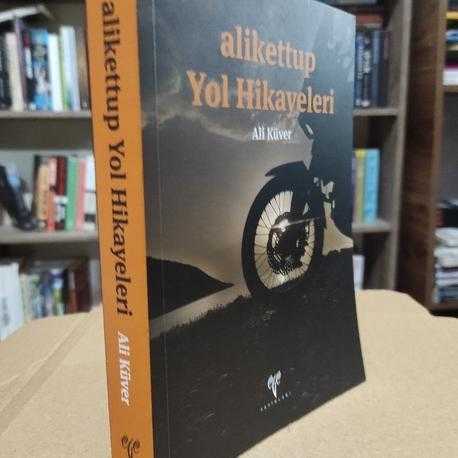 alikettup
Yol Hikayeleri
Ali Küver
alikettup Yol Hikayeleri
Ali Küver